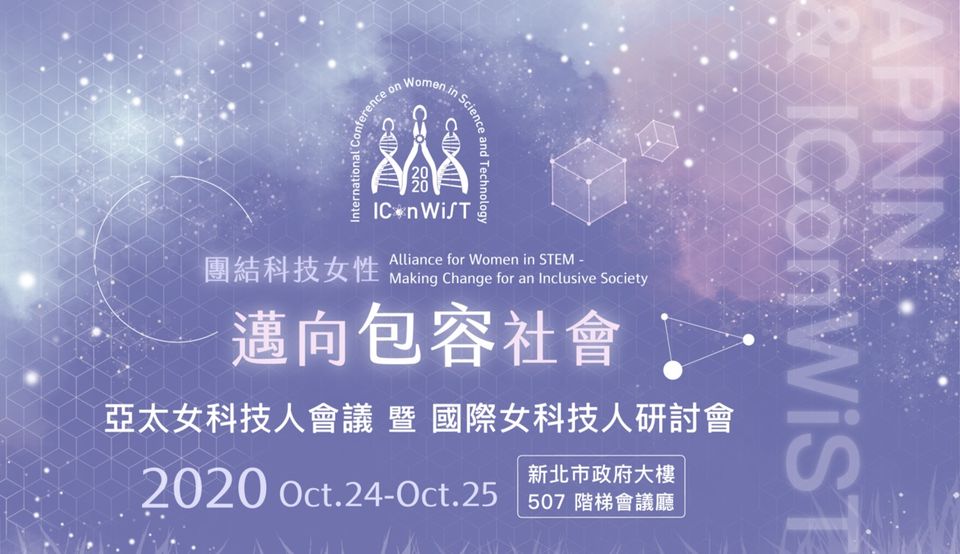 International Conference on Women in Science and Technology
2020
IConWiST
團結科技女性
Alliance for Women in STEM -
Making Change for an Inclusive Society
邁向包容社會
亞太女科技人會議 暨 國際女科技人研討會
2020 Oct.24-Oct.25
新北市政府大樓
507 階梯會議廳
APNN
& IConWiST